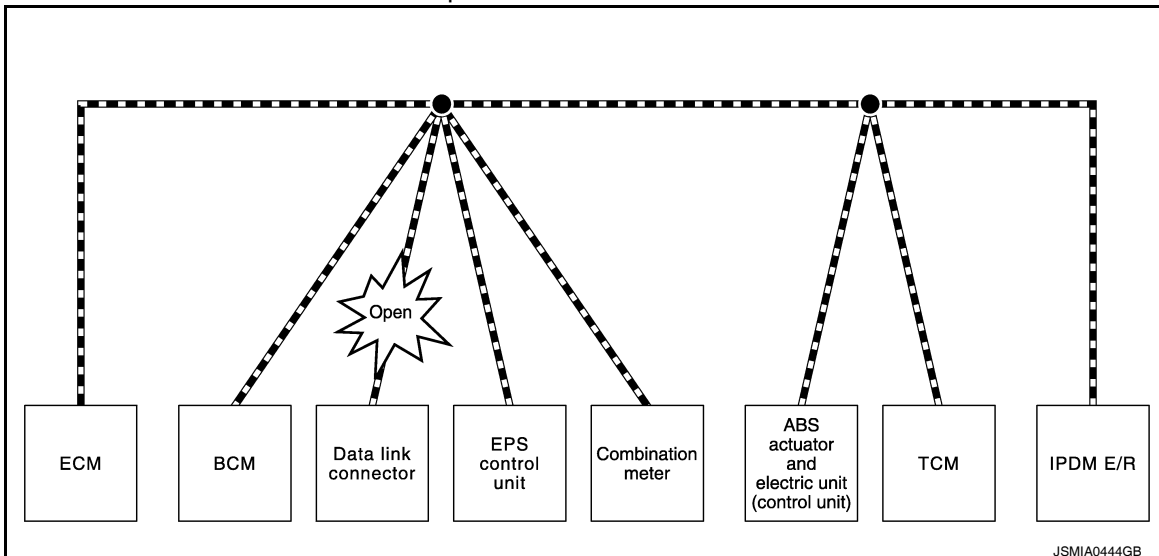 Open
ECM
BCM
Data link
connector
EPS
control
unit
Combination
meter
ABS
actuator
and
electric unit
(control unit)
TCM
IPDM E/R
JSMIA0444GB